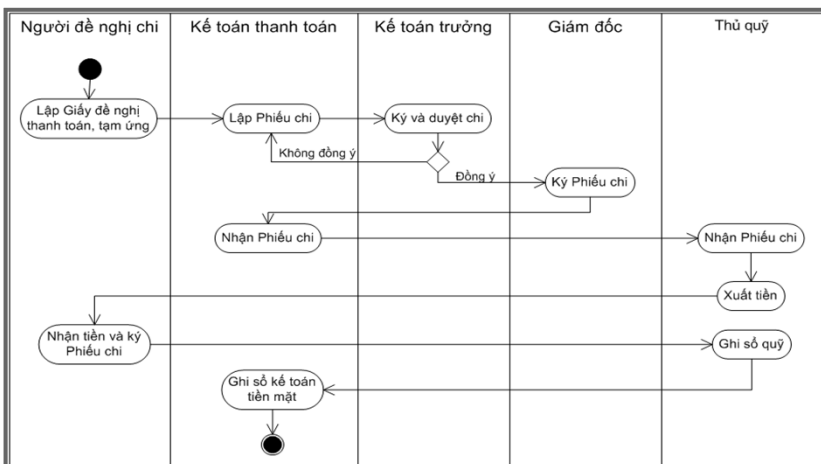 Người đề nghị chi
Kế toán thanh toán
Kế toán trưởng
Giám đốc
Thủ quỹ
Lập Giấy đề nghị
thanh toán, tạm ứng
Lập Phiếu chi
Ký và duyệt chi
Không đồng ý
Đồng ý
Ký Phiếu chi
Nhận Phiếu chi
Nhận Phiếu chi
Xuất tiền
Nhận tiền và ký
Phiếu chi
Ghi sổ quỹ
Ghi sổ kế toán
tiền mặt